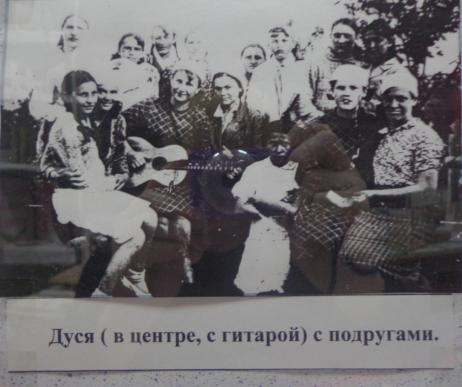 Дуся ( в центре, с гитарой) с подругами.